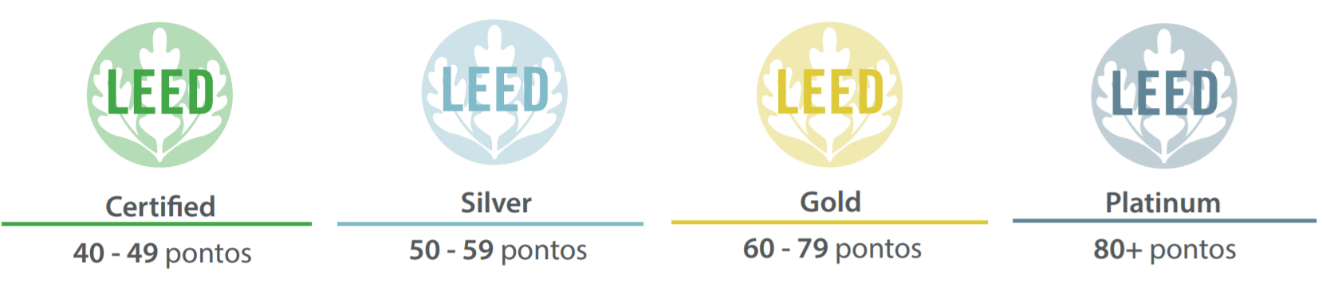 LEED
Certified
40 - 49 pontos
LEED
Silver
50 - 59 pontos
LEED
Gold
60 - 79 pontos
LEED
Platinum
80+ pontos